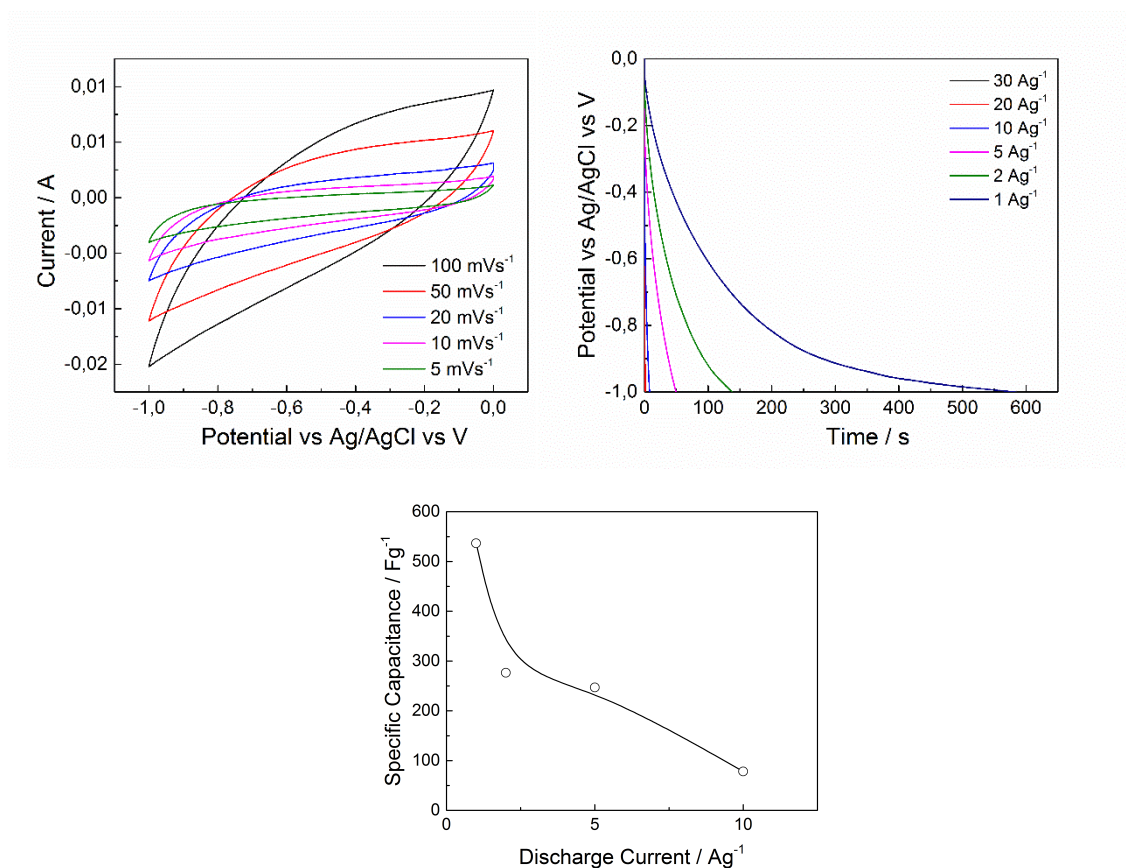 0,01
0,01
0,00
-0,00
-0,01
-0,02
Current / A
100 mVs⁻¹
50 mVs⁻¹
20 mVs⁻¹
10 mVs⁻¹
5 mVs⁻¹
-1,0 -0,8 -0,6 -0,4 -0,2 0,0
Potential vs Ag/AgCl vs V
0,0
-0,2
-0,4
-0,6
-0,8
-1,0
Potential vs Ag/AgCl vs V
30 Ag⁻¹
20 Ag⁻¹
10 Ag⁻¹
5 Ag⁻¹
2 Ag⁻¹
1 Ag⁻¹
0 100 200 300 400 500 600
Time / s
600
500
400
300
200
100
0
Specific Capacitance / Fg⁻¹
0 5 10
Discharge Current / Ag⁻¹